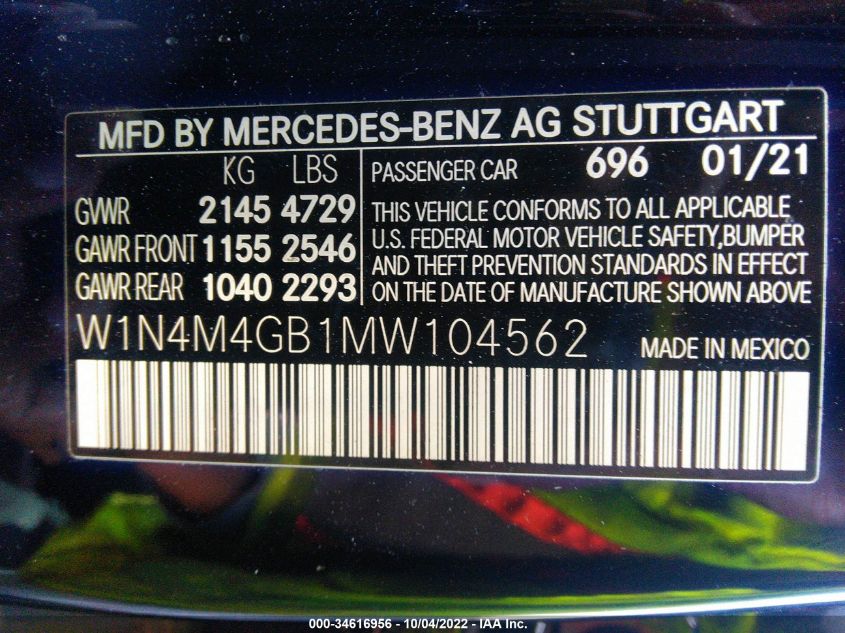 MFD BY MERCEDES-BENZ AG STUTTGART
KG LBS
GVWR 2145 4729
GAWR FRONT 1155 2546
GAWR REAR 1040 2293
PASSENGER CAR 696 01/21
THIS VEHICLE CONFORMS TO ALL APPLICABLE
U.S. FEDERAL MOTOR VEHICLE SAFETY,BUMPER
AND THEFT PREVENTION STANDARDS IN EFFECT
ON THE DATE OF MANUFACTURE SHOWN ABOVE
W1N4M4GB1MW104562 MADE IN MEXICO
000-34616956 - 10/04/2022 - IAA Inc.